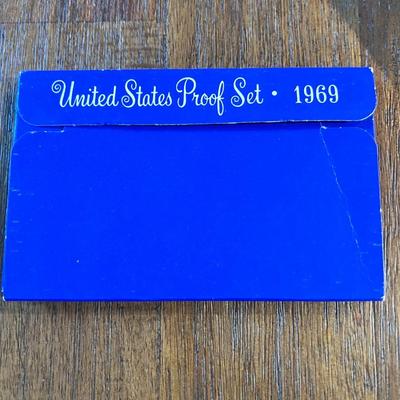 United States Proof Set · 1969